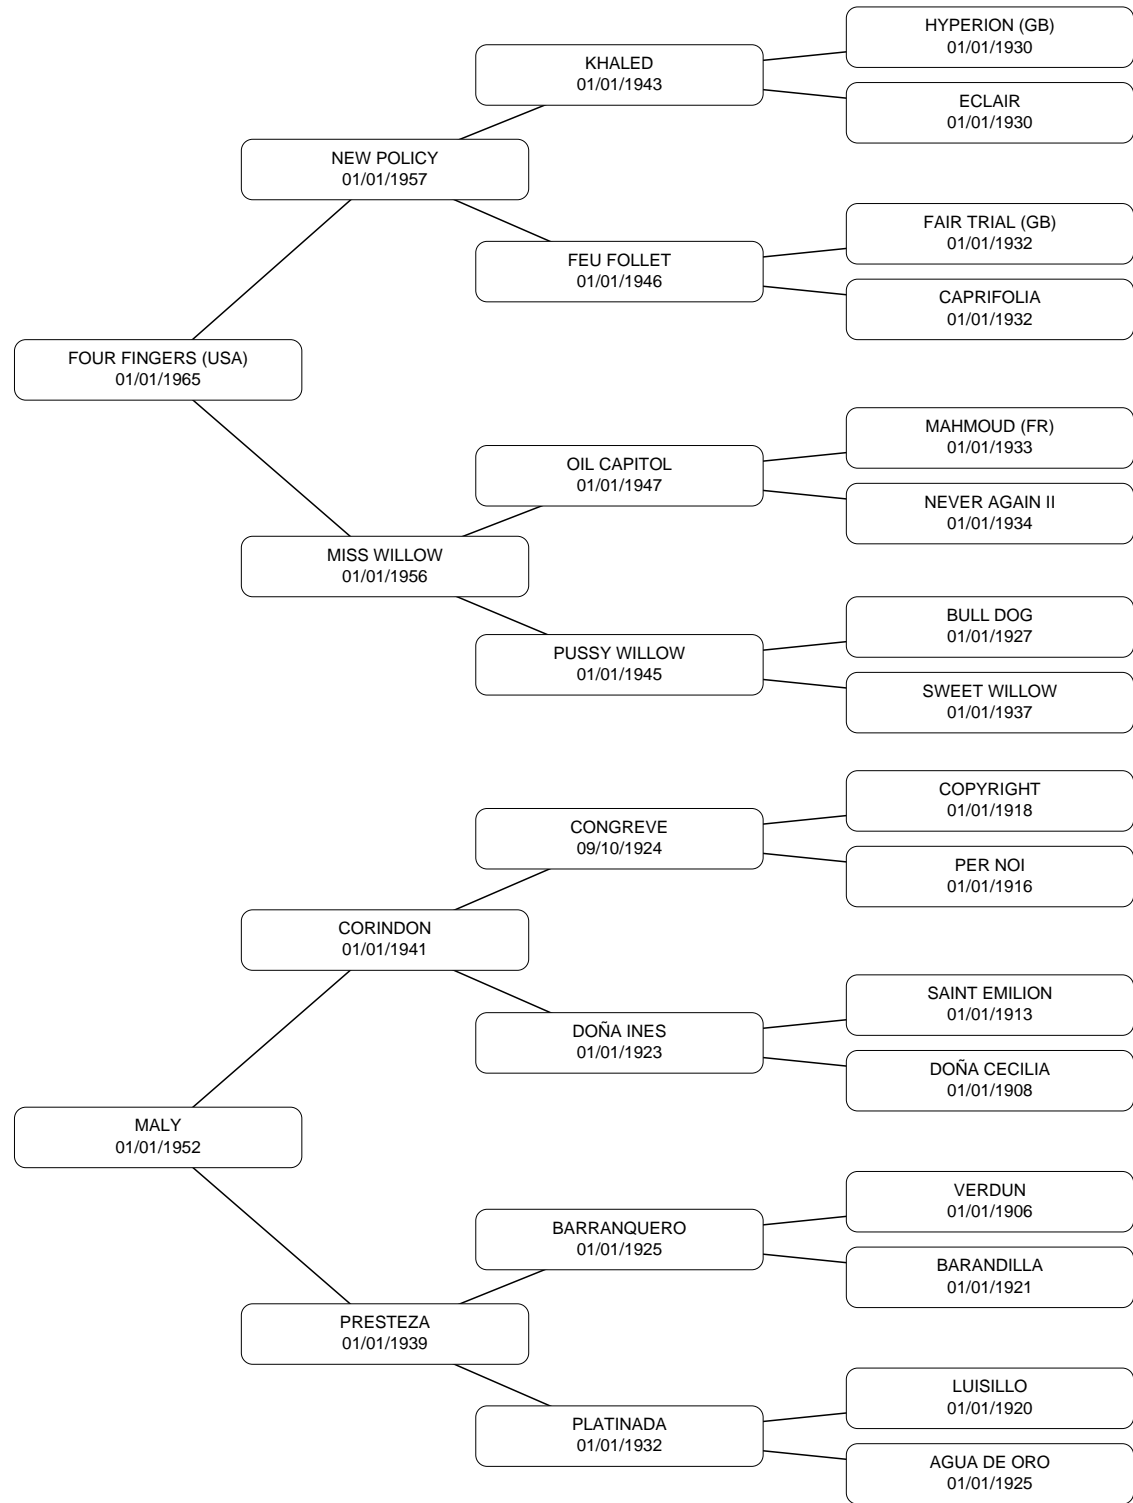 HYPERION (GB)
01/01/1930
KHALED
01/01/1943
ECLAIR
01/01/1930
NEW POLICY
01/01/1957
FAIR TRIAL (GB)
01/01/1932
FEU FOLLET
01/01/1946
CAPRIFOLIA
01/01/1932
FOUR FINGERS (USA)
01/01/1965
MAHMOUD (FR)
01/01/1933
OIL CAPITOL
01/01/1947
NEVER AGAIN II
01/01/1934
MISS WILLOW
01/01/1956
BULL DOG
01/01/1927
PUSSY WILLOW
01/01/1945
SWEET WILLOW
01/01/1937
COPYRIGHT
01/01/1918
CONGREVE
09/10/1924
PER NOI
01/01/1916
CORINDON
01/01/1941
SAINT EMILION
01/01/1913
DOÑA INES
01/01/1923
DOÑA CECILIA
01/01/1908
MALY
01/01/1952
VERDUN
01/01/1906
BARRANQUERO
01/01/1925
BARANDILLA
01/01/1921
PRESTEZA
01/01/1939
LUISILLO
01/01/1920
PLATINADA
01/01/1932
AGUA DE ORO
01/01/1925